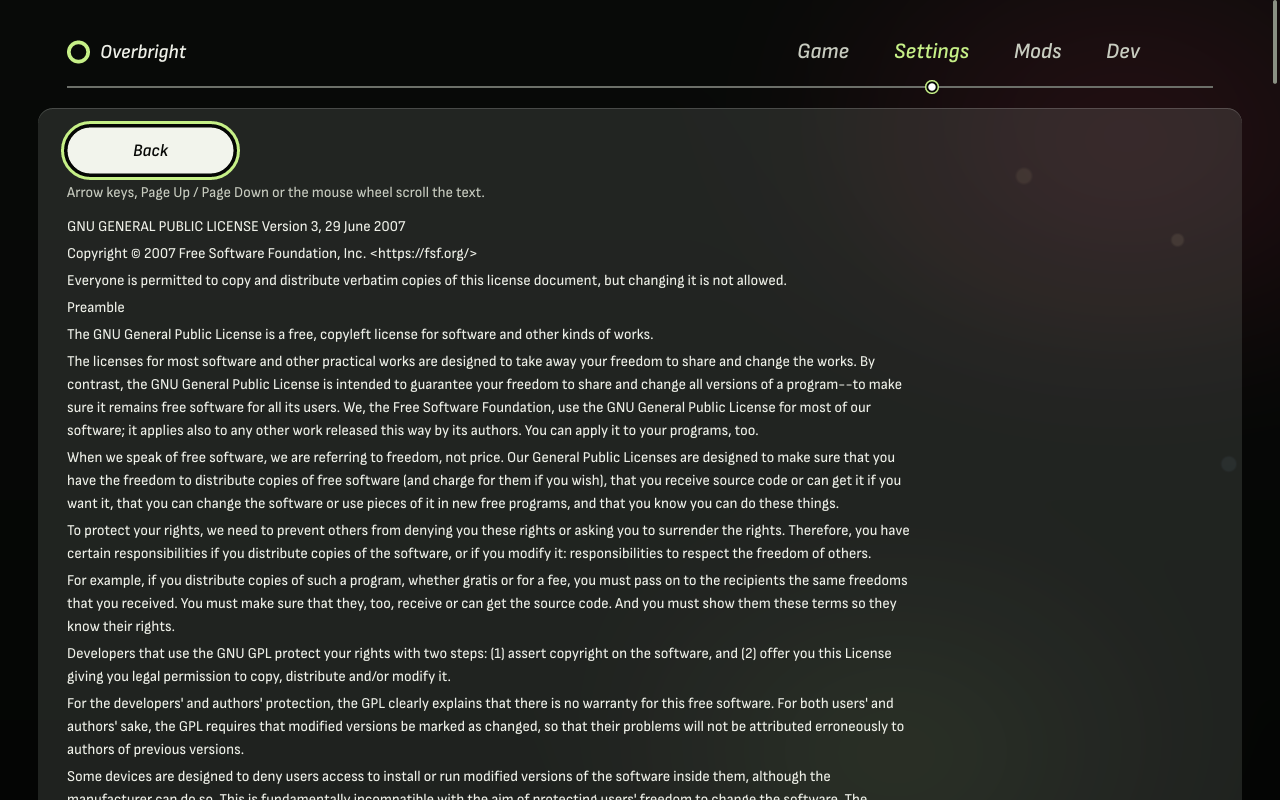 Overbright
Game
Settings
Mods
Dev
Back
Arrow keys, Page Up / Page Down or the mouse wheel scroll the text.
GNU GENERAL PUBLIC LICENSE Version 3, 29 June 2007
Copyright © 2007 Free Software Foundation, Inc. <https://fsf.org/>
Everyone is permitted to copy and distribute verbatim copies of this license document, but changing it is not allowed.
Preamble
The GNU General Public License is a free, copyleft license for software and other kinds of works.
The licenses for most software and other practical works are designed to take away your freedom to share and change the works. By
contrast, the GNU General Public License is intended to guarantee your freedom to share and change all versions of a program--to make
sure it remains free software for all its users. We, the Free Software Foundation, use the GNU General Public License for most of our
software; it applies also to any other work released this way by its authors. You can apply it to your programs, too.
When we speak of free software, we are referring to freedom, not price. Our General Public Licenses are designed to make sure that you
have the freedom to distribute copies of free software (and charge for them if you wish), that you receive source code or can get it if you
want it, that you can change the software or use pieces of it in new free programs, and that you know you can do these things.
To protect your rights, we need to prevent others from denying you these rights or asking you to surrender the rights. Therefore, you have
certain responsibilities if you distribute copies of the software, or if you modify it: responsibilities to respect the freedom of others.
For example, if you distribute copies of such a program, whether gratis or for a fee, you must pass on to the recipients the same freedoms
that you received. You must make sure that they, too, receive or can get the source code. And you must show them these terms so they
know their rights.
Developers that use the GNU GPL protect your rights with two steps: (1) assert copyright on the software, and (2) offer you this License
giving you legal permission to copy, distribute and/or modify it.
For the developers' and authors' protection, the GPL clearly explains that there is no warranty for this free software. For both users' and
authors' sake, the GPL requires that modified versions be marked as changed, so that their problems will not be attributed erroneously to
authors of previous versions.
Some devices are designed to deny users access to install or run modified versions of the software inside them, although the
manufacturer can do so. This is fundamentally incompatible with the aim of protecting users' freedom to change the software. The